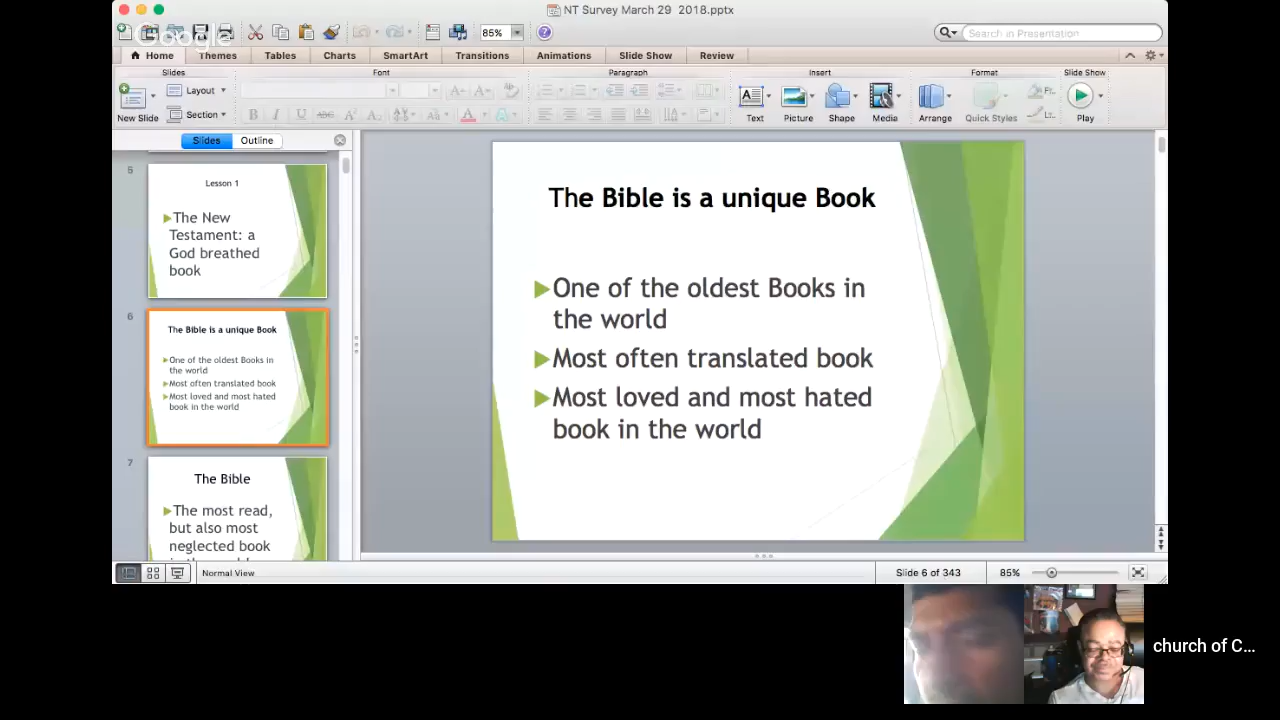 NT Survey March 29 2018.pptx
Google
85%
Search in Presentation
Home Themes Tables Charts SmartArt Transitions Animations Slide Show Review
Slides Font Paragraph Insert Format Slide Show
New Slide
Layout
Section
B I U ABC
Text Picture Shape Media Arrange Quick Styles Play
Slides Outline
5
Lesson 1
The New
Testament: a
God breathed
book
6
The Bible is a unique Book
One of the oldest Books in
the world
Most often translated book
Most loved and most hated
book in the world
7
The Bible
The most read,
but also most
neglected book
The Bible is a unique Book
One of the oldest Books in
the world
Most often translated book
Most loved and most hated
book in the world
Normal View Slide 6 of 343 85%
church of C...